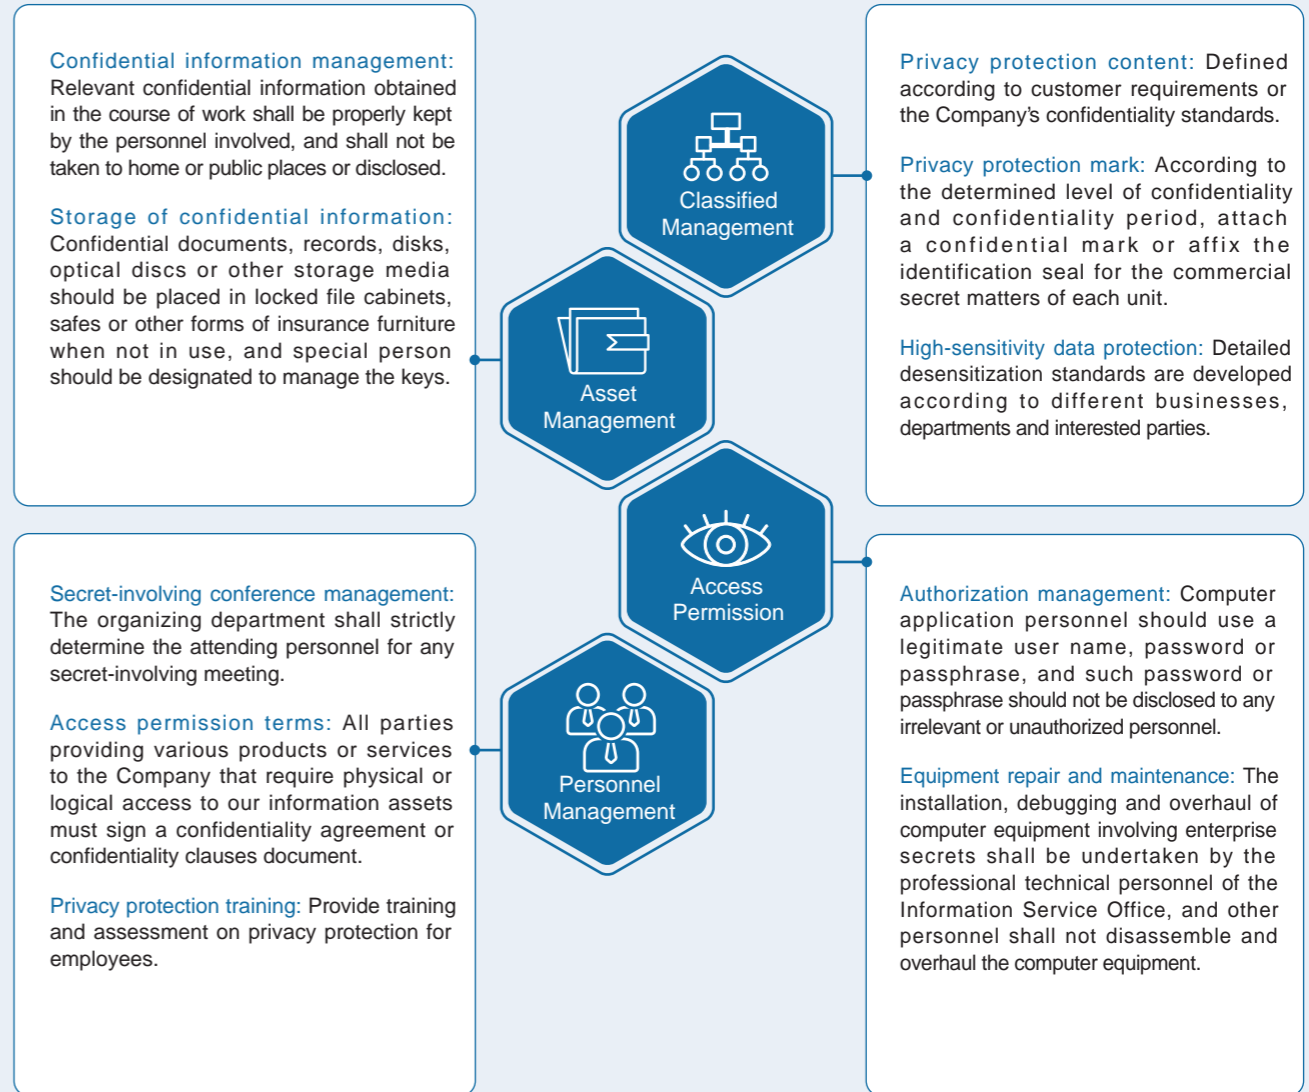 Confidential information management:
Relevant confidential information obtained
in the course of work shall be properly kept
by the personnel involved, and shall not be
taken to home or public places or disclosed.
Storage of confidential information:
Confidential documents, records, disks,
optical discs or other storage media
should be placed in locked file cabinets,
safes or other forms of insurance furniture
when not in use, and special person
should be designated to manage the keys.
Classified
Management
Privacy protection content: Defined
according to customer requirements or
the Company's confidentiality standards.
Privacy protection mark: According to
the determined level of confidentiality
and confidentiality period, attach
a confidential mark or affix the
identification seal for the commercial
secret matters of each unit.
High-sensitivity data protection: Detailed
desensitization standards are developed
according to different businesses,
departments and interested parties.
Asset
Management
Access
Permission
Secret-involving conference management:
The organizing department shall strictly
determine the attending personnel for any
secret-involving meeting.
Access permission terms: All parties
providing various products or services
to the Company that require physical or
logical access to our information assets
must sign a confidentiality agreement or
confidentiality clauses document.
Privacy protection training: Provide training
and assessment on privacy protection for
employees.
Personnel
Management
Authorization management: Computer
application personnel should use a
legitimate user name, password or
passphrase, and such password or
passphrase should not be disclosed to any
irrelevant or unauthorized personnel.
Equipment repair and maintenance: The
installation, debugging and overhaul of
computer equipment involving enterprise
secrets shall be undertaken by the
professional technical personnel of the
Information Service Office, and other
personnel shall not disassemble and
overhaul the computer equipment.